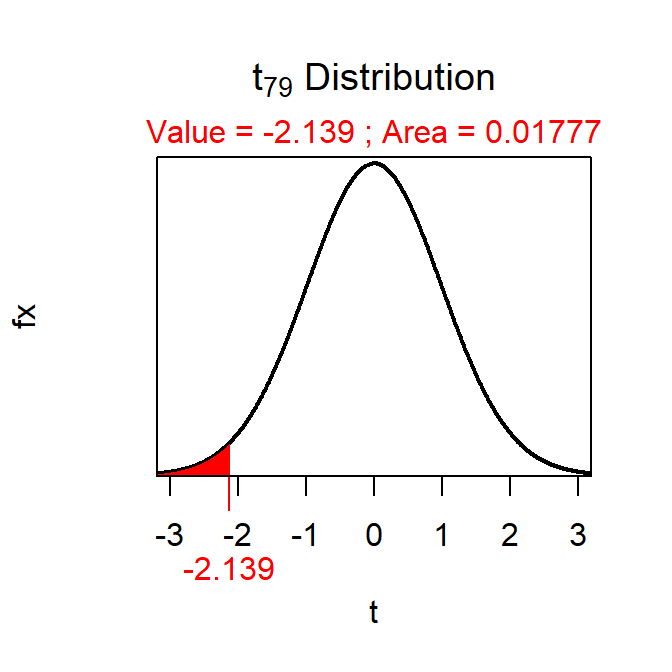 t79 Distribution
Value = -2.139 ; Area = 0.01777
fx
-3 -2 -1 0 1 2 3
-2.139
t